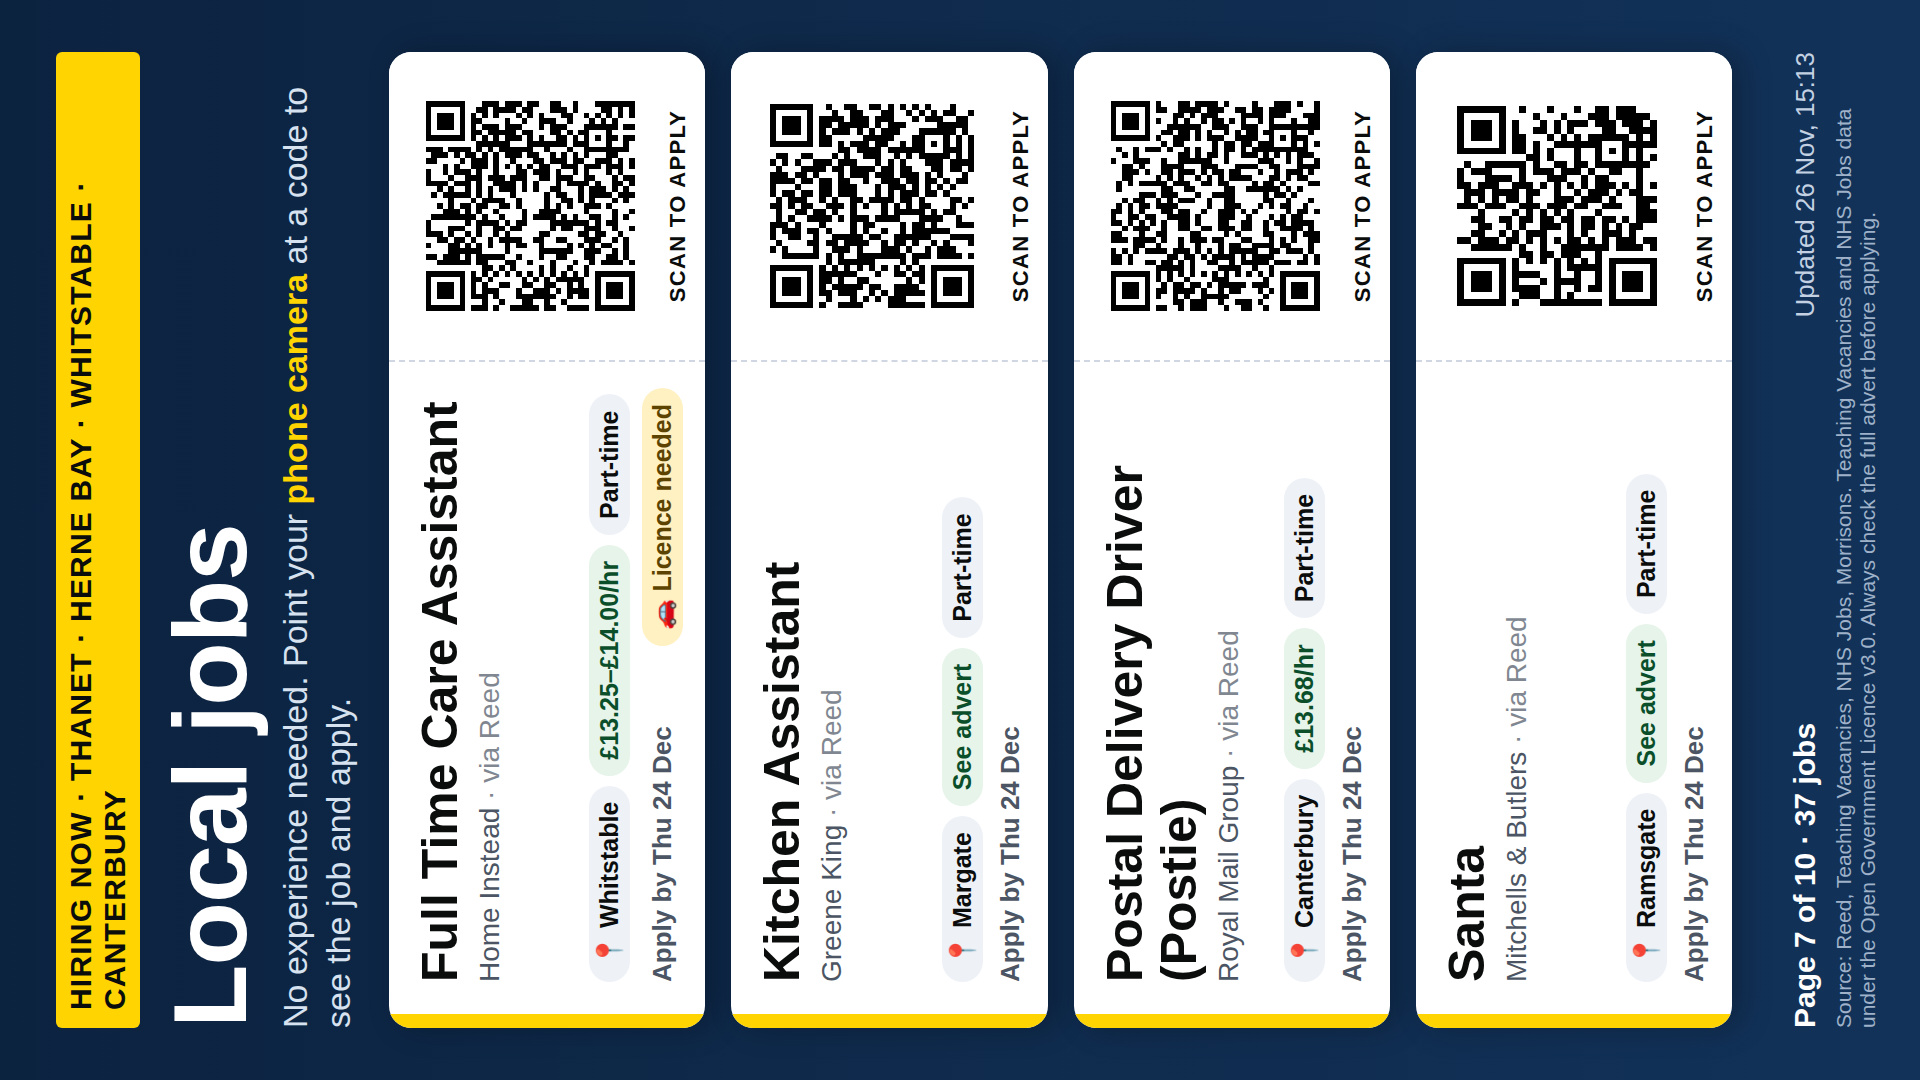 HIRING NOW · THANET · HERNE BAY · WHITSTABLE ·
CANTERBURY
Local jobs
No experience needed. Point your phone camera at a code to
see the job and apply.
Full Time Care Assistant
Home Instead · via Reed
📍 Whitstable £13.25–£14.00/hr Part-time
Apply by Thu 24 Dec 🚗 Licence needed
SCAN TO APPLY
Kitchen Assistant
Greene King · via Reed
📍 Margate See advert Part-time
Apply by Thu 24 Dec
SCAN TO APPLY
Postal Delivery Driver
(Postie)
Royal Mail Group · via Reed
📍 Canterbury £13.68/hr Part-time
Apply by Thu 24 Dec
SCAN TO APPLY
Santa
Mitchells & Butlers · via Reed
📍 Ramsgate See advert Part-time
Apply by Thu 24 Dec
SCAN TO APPLY
Page 7 of 10 · 37 jobs Updated 26 Nov, 15:13
Source: Reed, Teaching Vacancies, NHS Jobs, Morrisons. Teaching Vacancies and NHS Jobs data
under the Open Government Licence v3.0. Always check the full advert before applying.